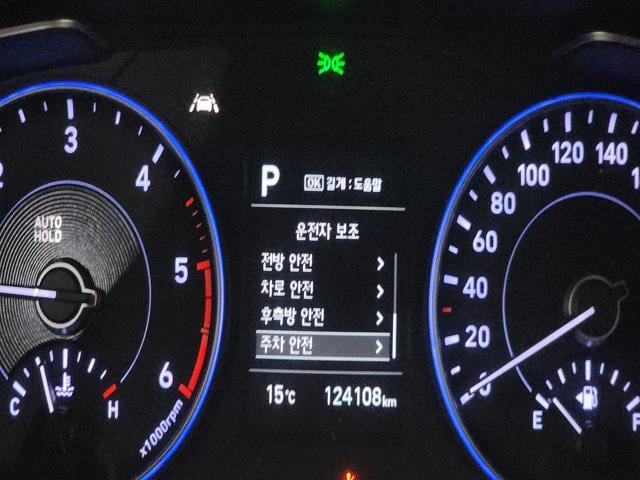 P OK 길게 : 도움말
운전자 보조
전방 안전
차로 안전
후측방 안전
주차 안전
15℃ 124108km
AUTO
HOLD
2
3
4
5
6
x1000rpm
C H
0
20
40
60
80
100
120
140
E F